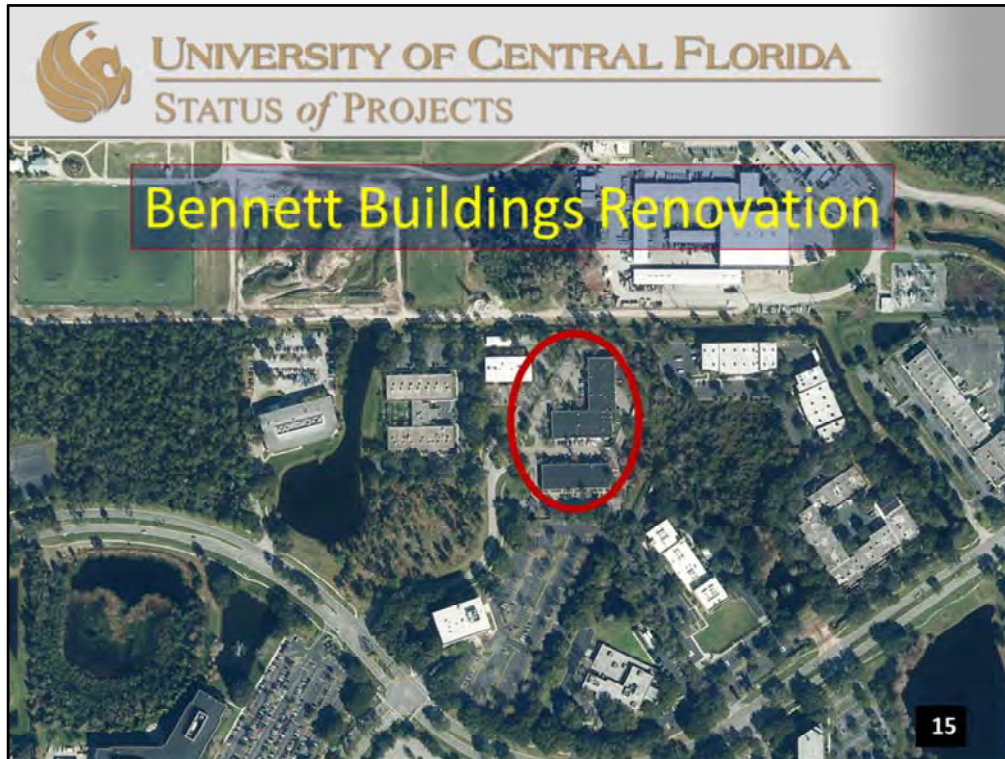 UNIVERSITY OF CENTRAL FLORIDA
STATUS of PROJECTS
Bennett Buildings Renovation
15